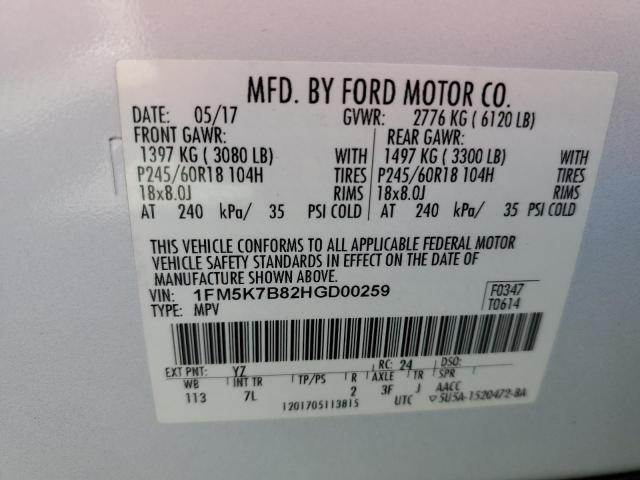 MFD. BY FORD MOTOR CO.
DATE: 05/17 GVWR: 2776 KG ( 6120 LB)
FRONT GAWR: REAR GAWR:
1397 KG ( 3080 LB) WITH 1497 KG ( 3300 LB) WITH
P245/60R18 104H TIRES P245/60R18 104H TIRES
18x8.0J RIMS 18x8.0J RIMS
AT 240 kPa/ 35 PSI COLD AT 240 kPa/ 35 PSI COLD
THIS VEHICLE CONFORMS TO ALL APPLICABLE FEDERAL MOTOR
VEHICLE SAFETY STANDARDS IN EFFECT ON THE DATE OF
MANUFACTURE SHOWN ABOVE.
VIN: 1FM5K7B82HGD00259 F0347
TYPE: MPV T0614
EXT PNT: YZ RC: 24 DSO:
WB INT TR TP/PS R AXLE TR SPR
113 7L 2 3F J AACC
1201705113815 UTC ▽5U5A-1520472-BA